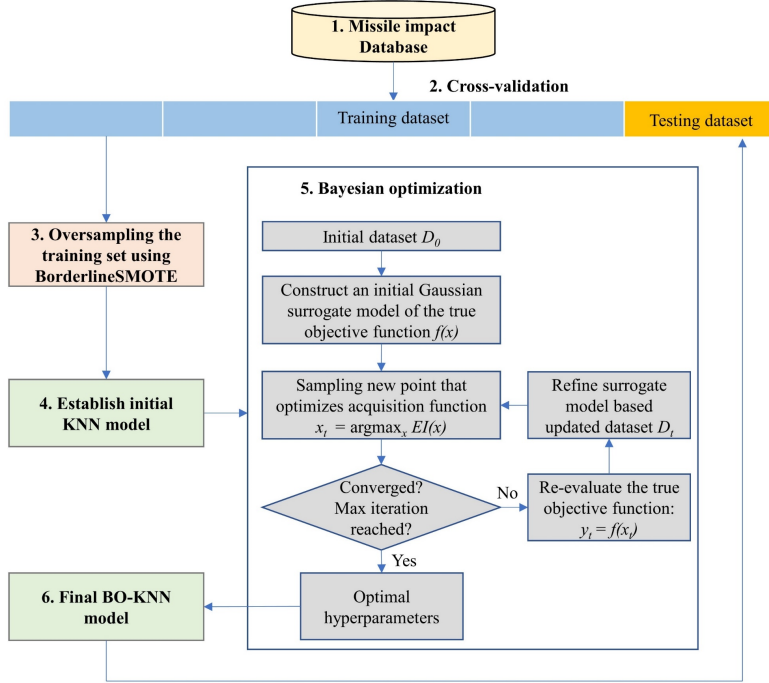 1. Missile impact
Database
2. Cross-validation
Training dataset
Testing dataset
5. Bayesian optimization
3. Oversampling the
training set using
BorderlineSMOTE
Initial dataset D₀
Construct an initial Gaussian
surrogate model of the true
objective function f(x)
4. Establish initial
KNN model
Sampling new point that
optimizes acquisition function
xₜ = argmaxₓ EI(x)
Refine surrogate
model based
updated dataset Dₜ
Converged?
Max iteration
reached?
No
Re-evaluate the true
objective function:
yₜ = f(xₜ)
Yes
6. Final BO-KNN
model
Optimal
hyperparameters